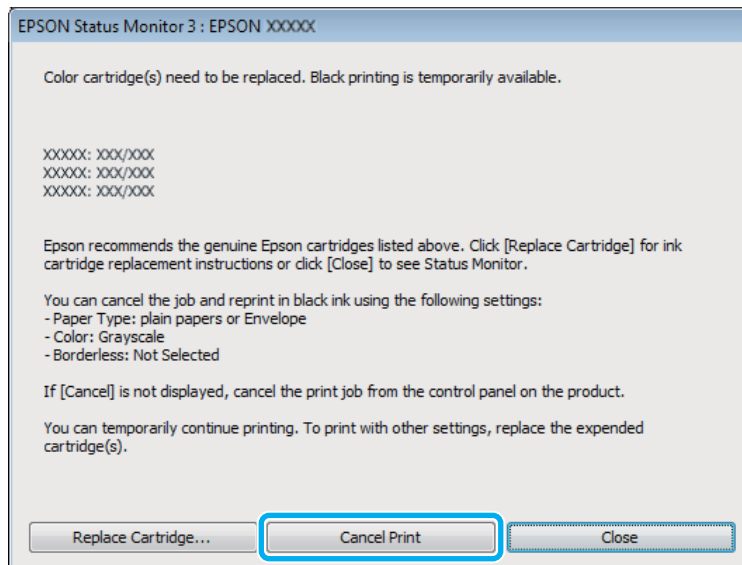 EPSON Status Monitor 3 : EPSON XXXXX
Color cartridge(s) need to be replaced. Black printing is temporarily available.
XXXXX: XXX/XXX
XXXXX: XXX/XXX
XXXXX: XXX/XXX
Epson recommends the genuine Epson cartridges listed above. Click [Replace Cartridge] for ink
cartridge replacement instructions or click [Close] to see Status Monitor.
You can cancel the job and reprint in black ink using the following settings:
- Paper Type: plain papers or Envelope
- Color: Grayscale
- Borderless: Not Selected
If [Cancel] is not displayed, cancel the print job from the control panel on the product.
You can temporarily continue printing. To print with other settings, replace the expended
cartridge(s).
Replace Cartridge... Cancel Print Close